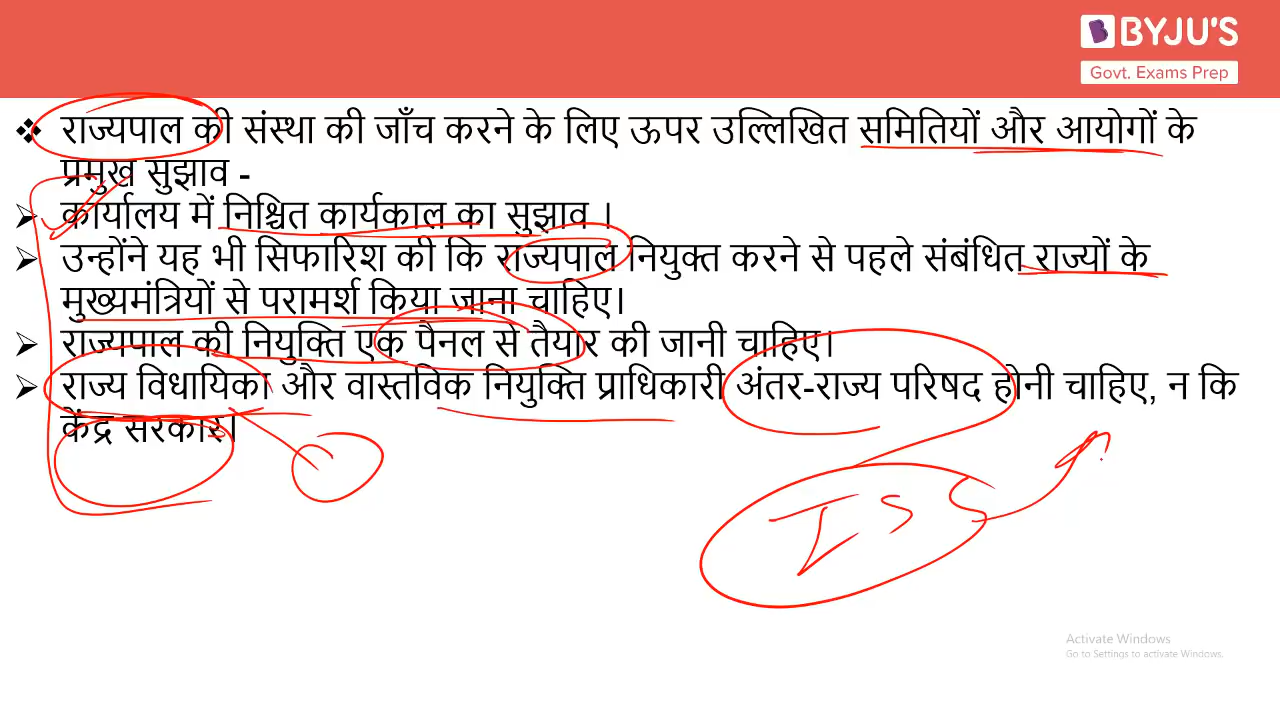 BYJU'S
Govt. Exams Prep
❖ राज्यपाल की संस्था की जाँच करने के लिए ऊपर उल्लिखित समितियों और आयोगों के
प्रमुख सुझाव -
➢ कार्यालय में निश्चित कार्यकाल का सुझाव ।
➢ उन्होंने यह भी सिफारिश की कि राज्यपाल नियुक्त करने से पहले संबंधित राज्यों के
मुख्यमंत्रियों से परामर्श किया जाना चाहिए।
➢ राज्यपाल की नियुक्ति एक पैनल से तैयार की जानी चाहिए।
➢ राज्य विधायिका और वास्तविक नियुक्ति प्राधिकारी अंतर-राज्य परिषद होनी चाहिए, न कि
केंद्र सरकार।
Activate Windows
Go to Settings to activate Windows.